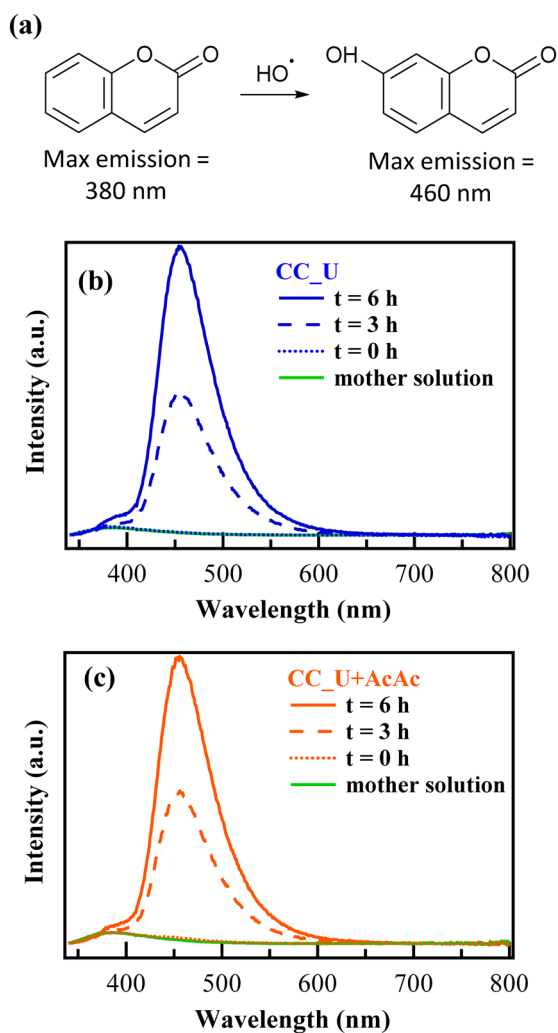 (a)
O
O
HO•
OH
O
O
Max emission =
380 nm
Max emission =
460 nm
(b)
CC_U
t = 6 h
t = 3 h
t = 0 h
mother solution
Intensity (a.u.)
400 500 600 700 800
Wavelength (nm)
(c)
CC_U+AcAc
t = 6 h
t = 3 h
t = 0 h
mother solution
Intensity (a.u.)
400 500 600 700 800
Wavelength (nm)